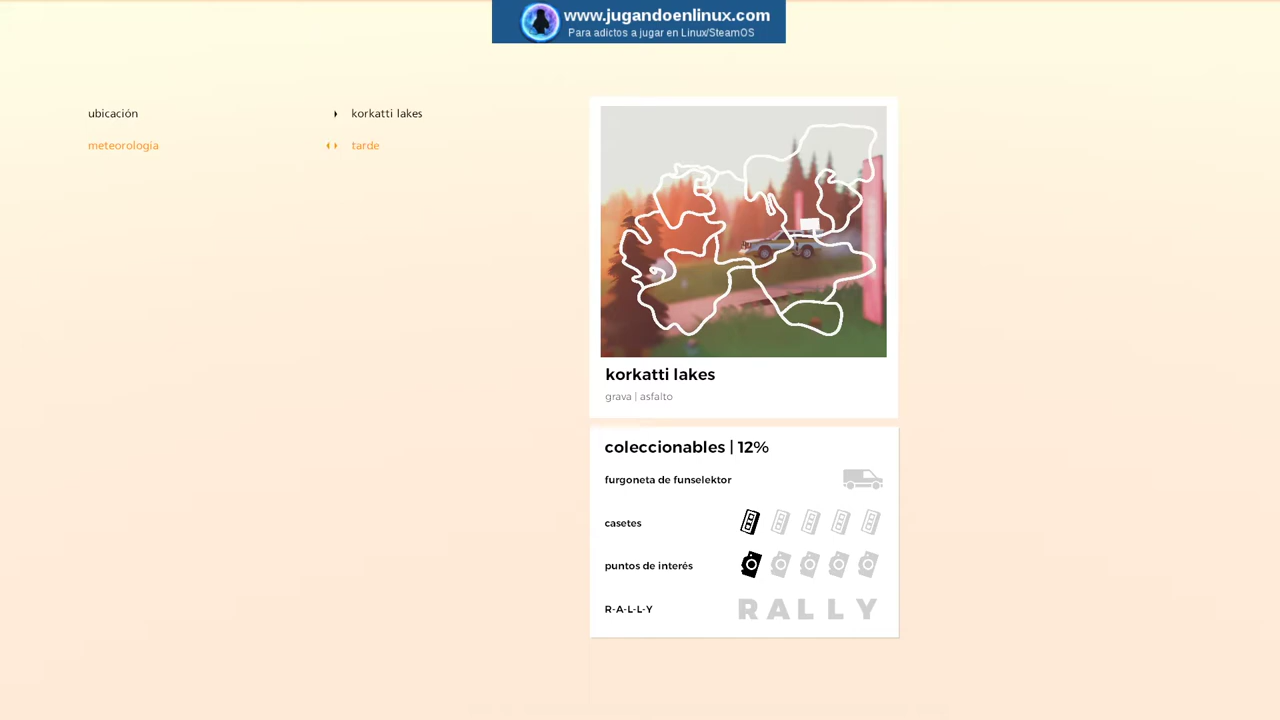 www.jugandoenlinux.com
Para adictos a jugar en Linux/SteamOS
ubicación
korkatti lakes
meteorología
tarde
korkatti lakes
grava | asfalto
coleccionables | 12%
furgoneta de funselektor
casetes
puntos de interés
R-A-L-L-Y
R A L L Y